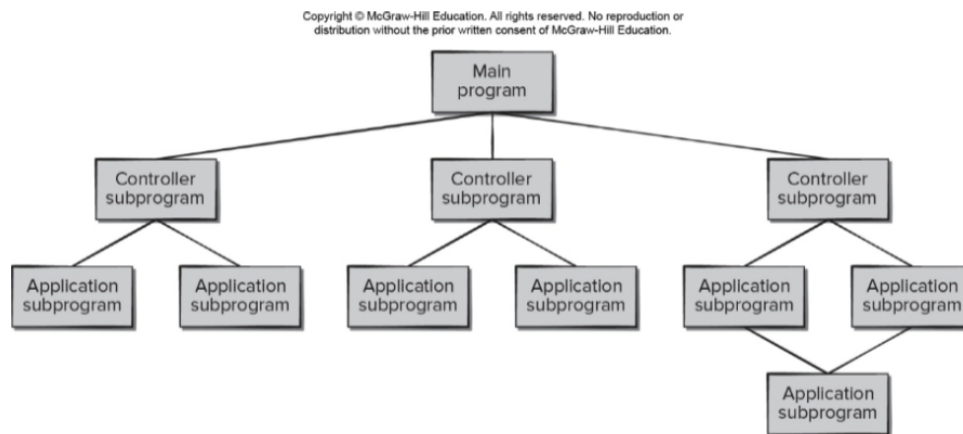 Copyright © McGraw-Hill Education. All rights reserved. No reproduction or
distribution without the prior written consent of McGraw-Hill Education.
Main
program
Controller
subprogram
Controller
subprogram
Controller
subprogram
Application
subprogram
Application
subprogram
Application
subprogram
Application
subprogram
Application
subprogram
Application
subprogram
Application
subprogram